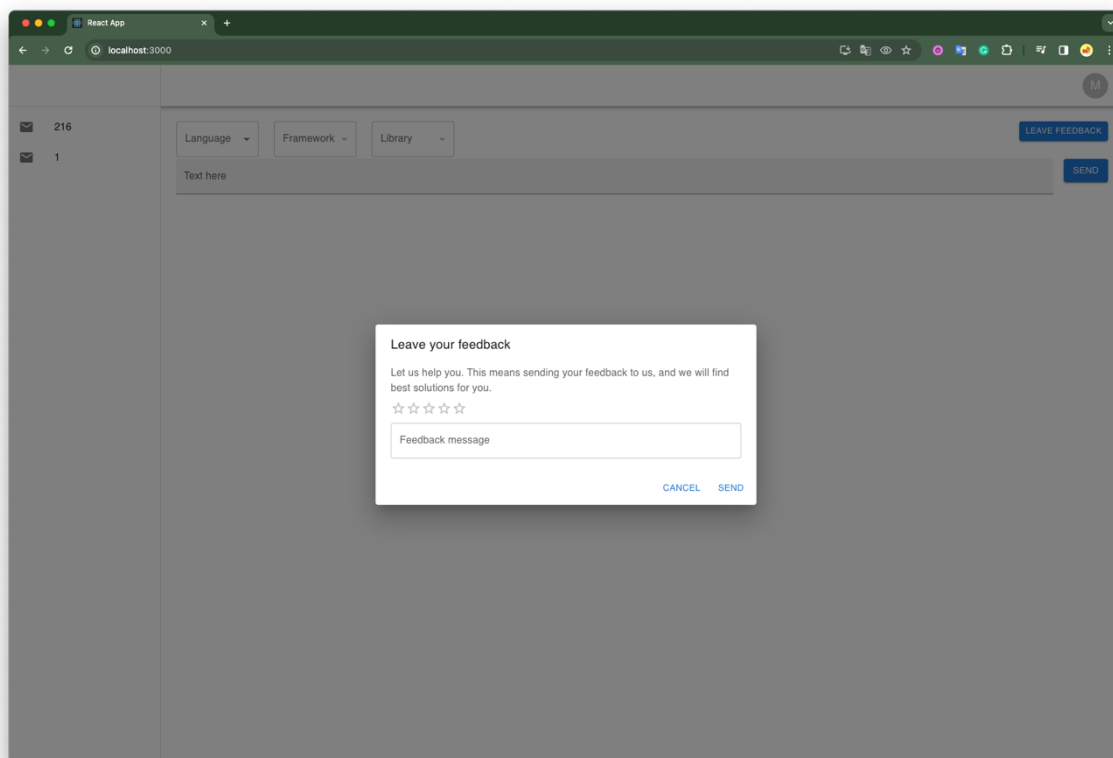 React App
localhost:3000
M
216
1
Language
Framework
Library
LEAVE FEEDBACK
Text here
SEND
Leave your feedback
Let us help you. This means sending your feedback to us, and we will find
best solutions for you.
Feedback message
CANCEL SEND